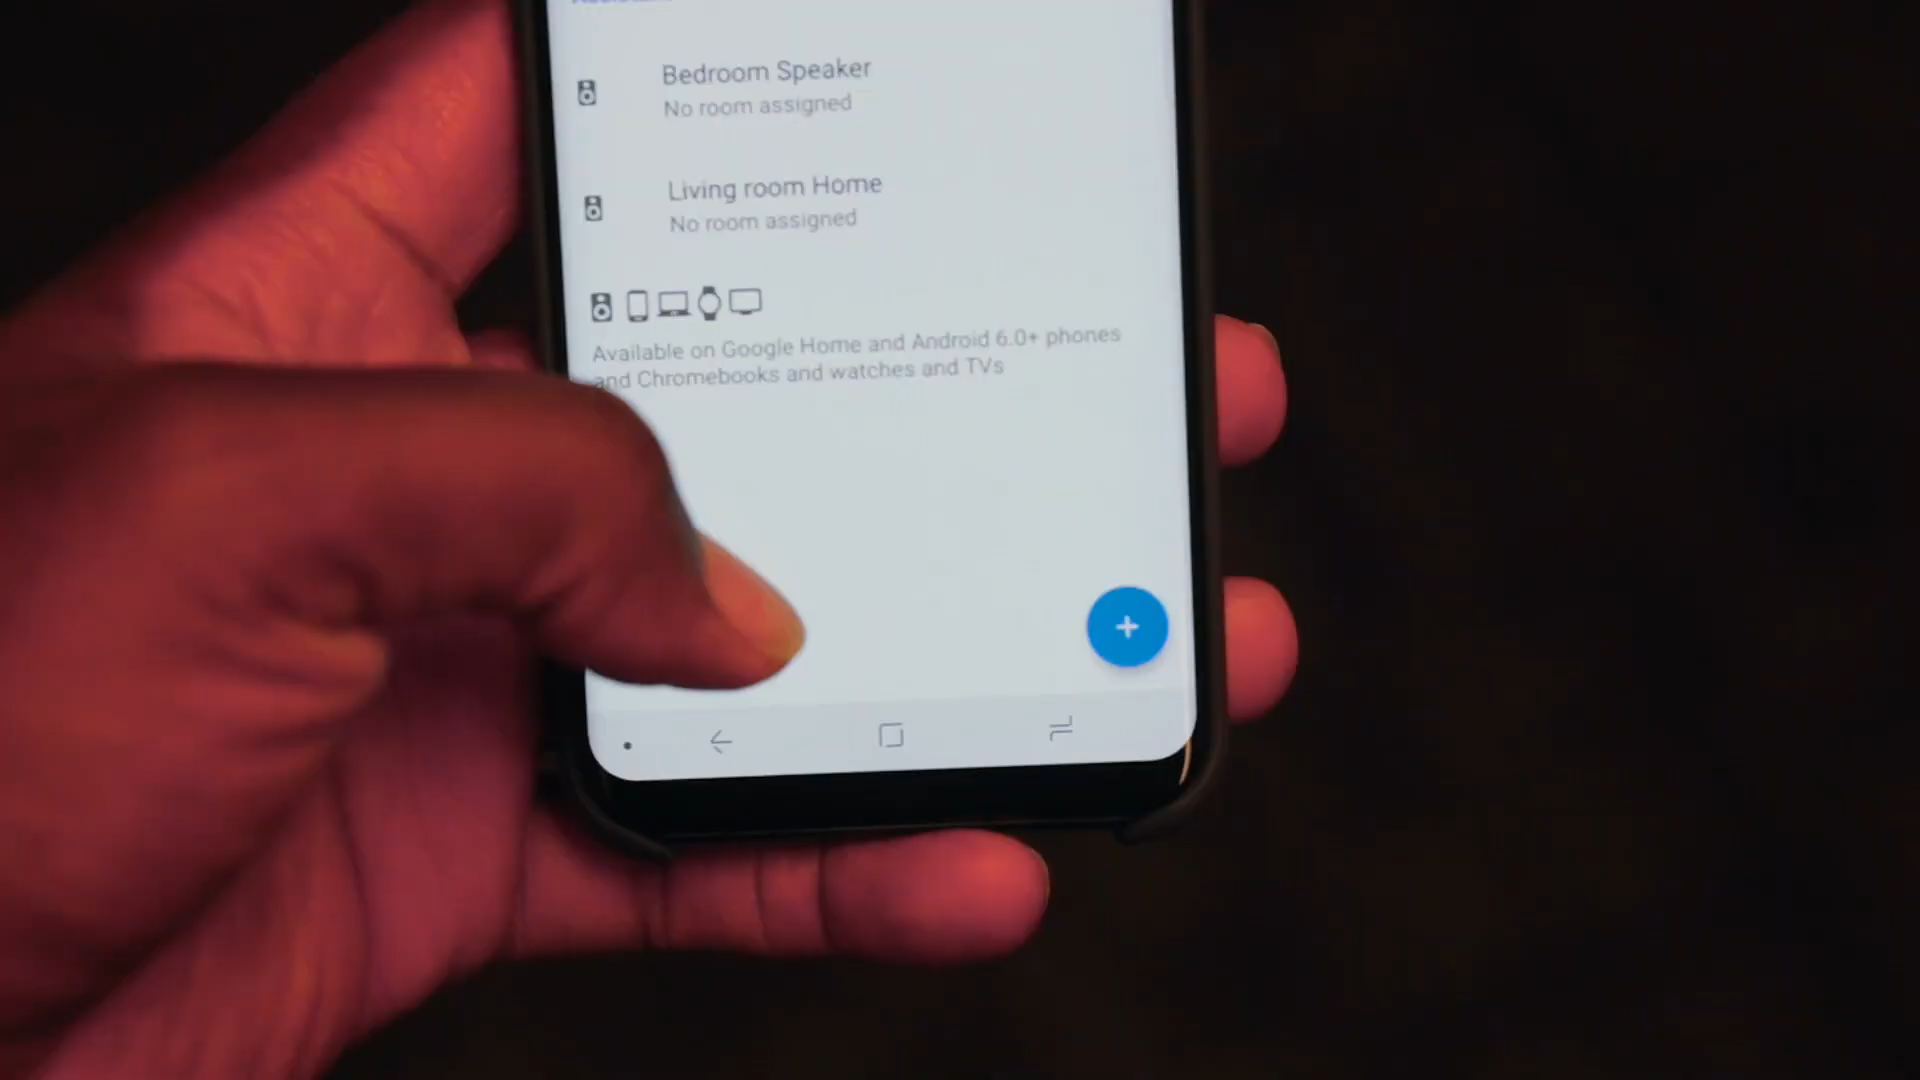 Bedroom Speaker
No room assigned
Living room Home
No room assigned
Available on Google Home and Android 6.0+ phones
and Chromebooks and watches and TVs